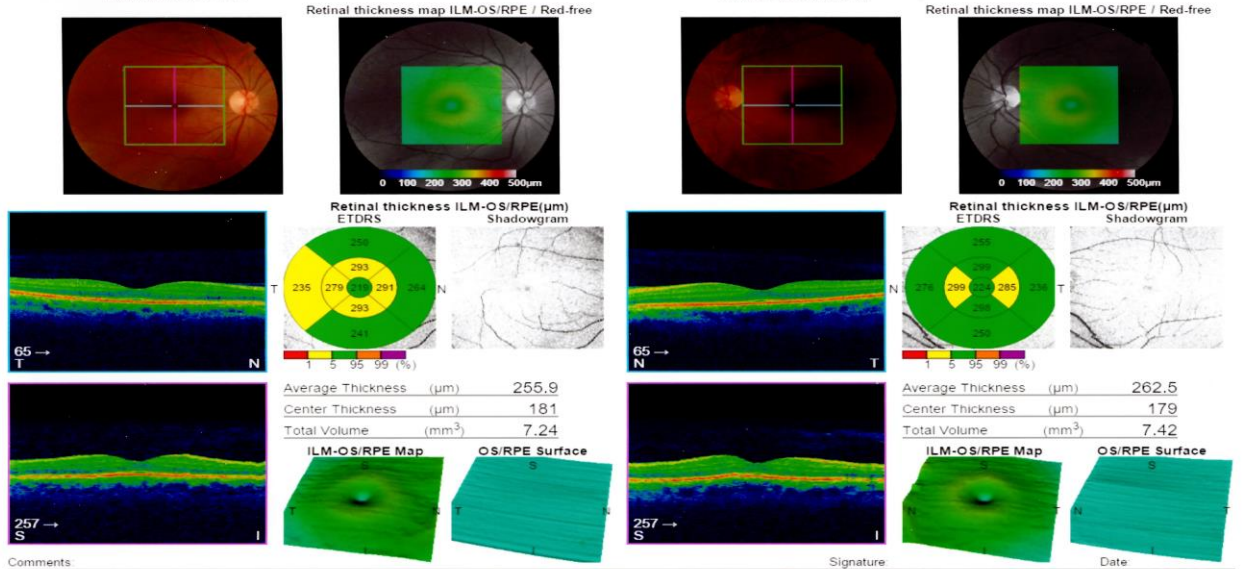 Retinal thickness map ILM-OS/RPE / Red-free
0 100 200 300 400 500µm
Retinal thickness ILM-OS/RPE(µm)
ETDRS Shadowgram
250
293
235 279 219 291 264
293
241
T N
1 5 95 99 (%)
65 →
T N
Average Thickness (µm) 255.9
Center Thickness (µm) 181
Total Volume (mm³) 7.24
ILM-OS/RPE Map OS/RPE Surface
S S
T N T N
I I
257 →
S I
Comments:
Retinal thickness map ILM-OS/RPE / Red-free
0 100 200 300 400 500µm
Retinal thickness ILM-OS/RPE(µm)
ETDRS Shadowgram
255
299
276 299 224 285 236
298
250
N T
1 5 95 99 (%)
65 →
N T
Average Thickness (µm) 262.5
Center Thickness (µm) 179
Total Volume (mm³) 7.42
ILM-OS/RPE Map OS/RPE Surface
S S
N T N T
I I
257 →
S I
Signature Date: